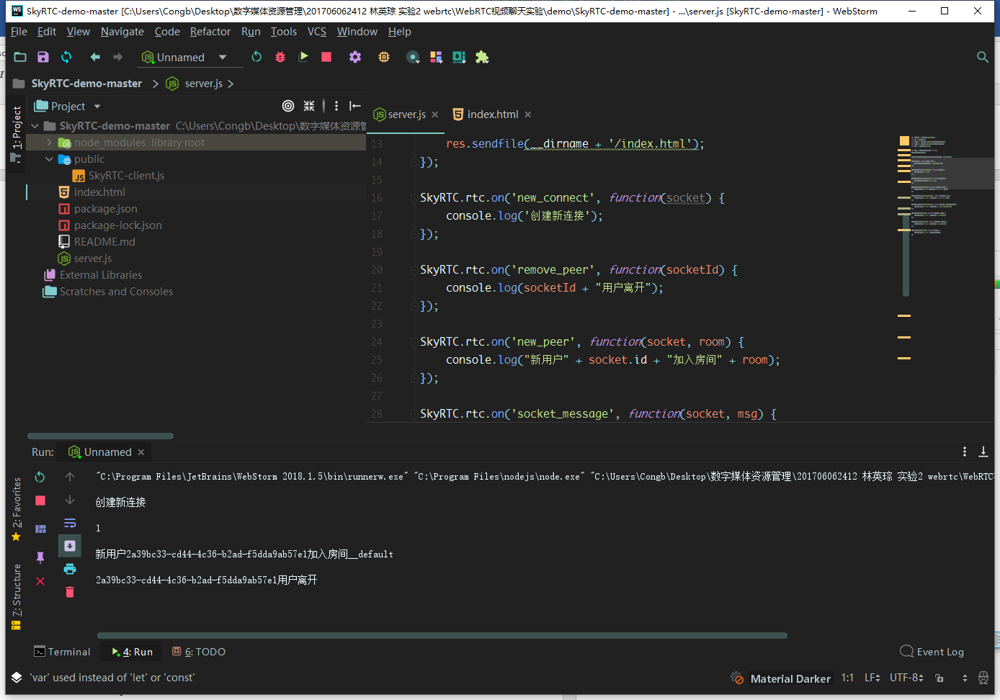 SkyRTC-demo-master [C:\Users\Congb\Desktop\数字媒体资源管理\201706062412 林英琮 实验2 webrtc\WebRTC视频聊天实验\demo\SkyRTC-demo-master] - ...\server.js [SkyRTC-demo-master] - WebStorm
File Edit View Navigate Code Refactor Run Tools VCS Window Help
Unnamed
SkyRTC-demo-master server.js
1: Project
Project
SkyRTC-demo-master C:\Users\Congb\Desktop\数字媒体资源管
node_modules library root
public
SkyRTC-client.js
index.html
package.json
package-lock.json
README.md
server.js
External Libraries
Scratches and Consoles
server.js index.html
13 res.sendfile(__dirname + '/index.html');
14 });
15
16 SkyRTC.rtc.on('new_connect', function(socket) {
17 console.log('创建新连接');
18 });
19
20 SkyRTC.rtc.on('remove_peer', function(socketId) {
21 console.log(socketId + "用户离开");
22 });
23
24 SkyRTC.rtc.on('new_peer', function(socket, room) {
25 console.log("新用户" + socket.id + "加入房间" + room);
26 });
27
28 SkyRTC.rtc.on('socket_message', function(socket, msg) {
Run: Unnamed
2: Favorites
7: Structure
"C:\Program Files\JetBrains\WebStorm 2018.1.5\bin\runnerw.exe" "C:\Program Files\nodejs\node.exe" "C:\Users\Congb\Desktop\数字媒体资源管理\201706062412 林英琮 实验2 webrtc\WebRTC
创建新连接
1
新用户2a39bc33-cd44-4c36-b2ad-f5dda9ab57e1加入房间__default
2a39bc33-cd44-4c36-b2ad-f5dda9ab57e1用户离开
Terminal 4: Run 6: TODO Event Log
'var' used instead of 'let' or 'const' Material Darker 1:1 LF UTF-8